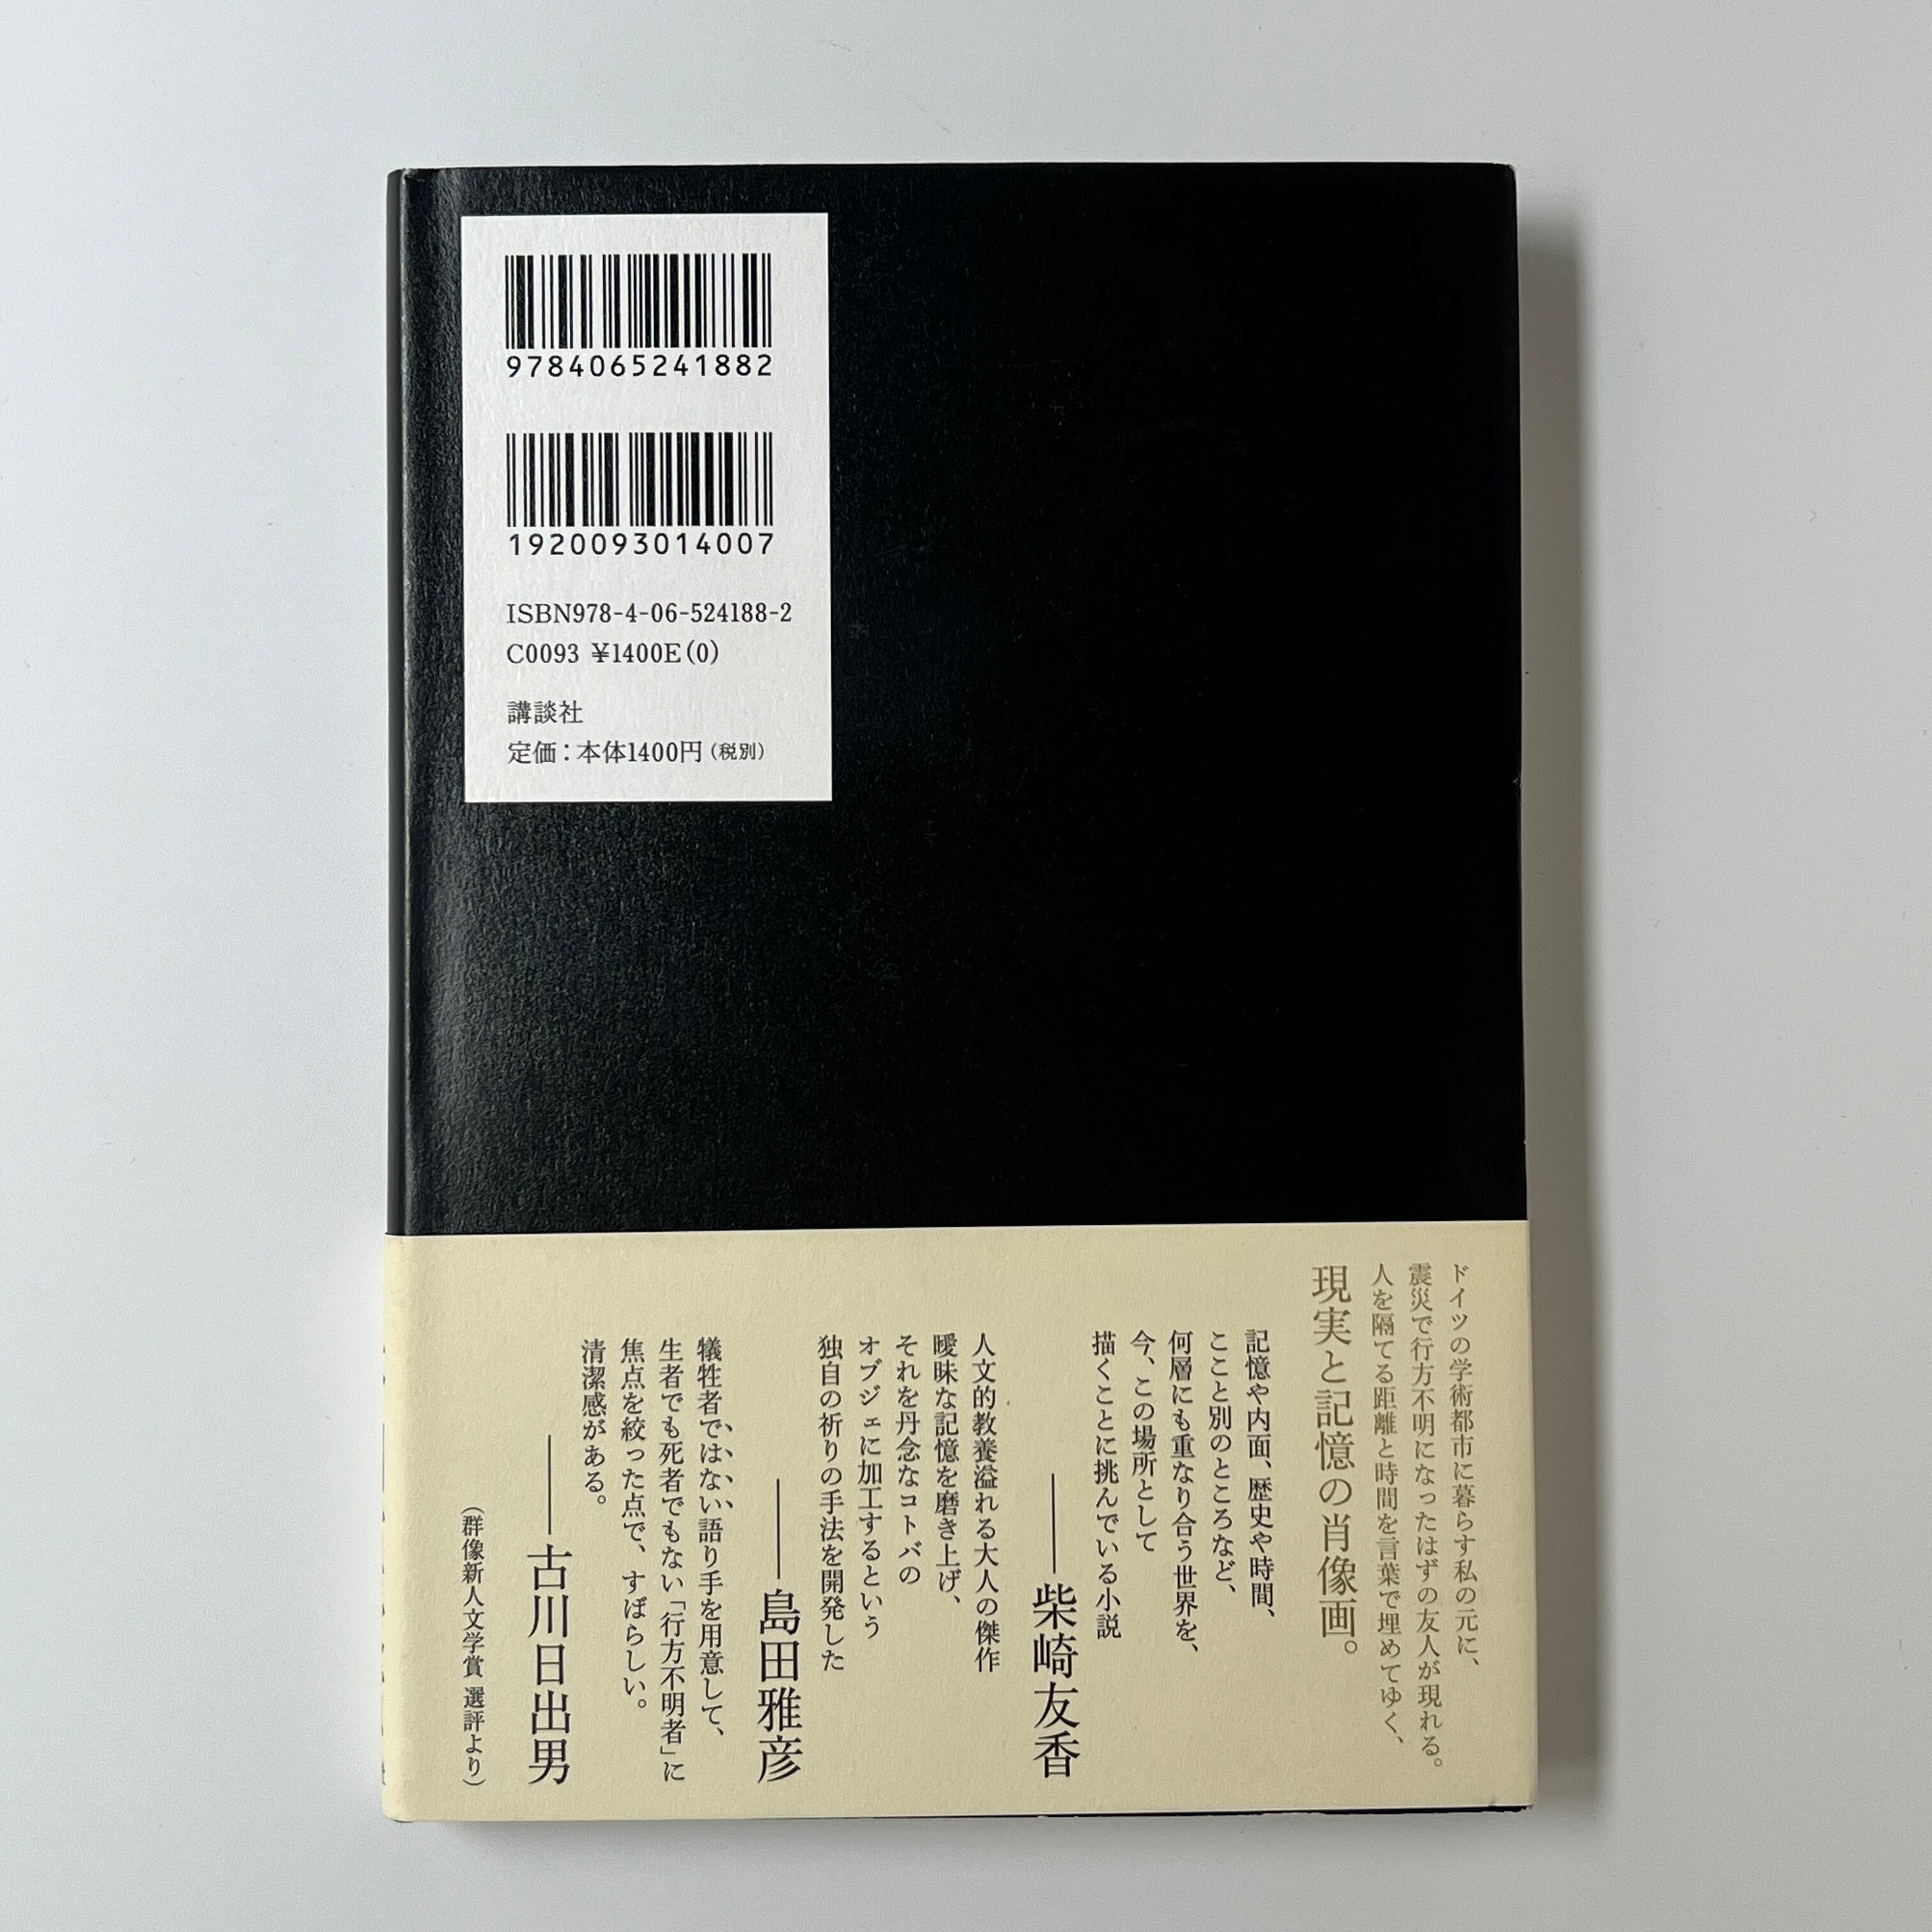 9784065241882
1920093014007
ISBN978-4-06-524188-2
C0093 ¥1400E(0)
講談社
定価：本体1400円（税別）
ドイツの学術都市に暮らす私の元に、
震災で行方不明になったはずの友人が現れる。
人を隔てる距離と時間を言葉で埋めてゆく、
現実と記憶の肖像画。
記憶や内面、歴史や時間、
こことは別のところなど、
何層にも重なり合う世界を、
今、この場所として
描くことに挑んでいる小説
──柴崎友香
人文的教養溢れる大人の傑作
曖昧な記憶を磨き上げ、
それを丹念なコトバの
オブジェに加工するという
独自の祈りの手法を開発した
──島田雅彦
犠牲者ではない語り手を用意して、
生者でも死者でもない「行方不明者」に
焦点を絞った点で、すばらしい。
清潔感がある。
──古川日出男
（群像新人文学賞 選評より）